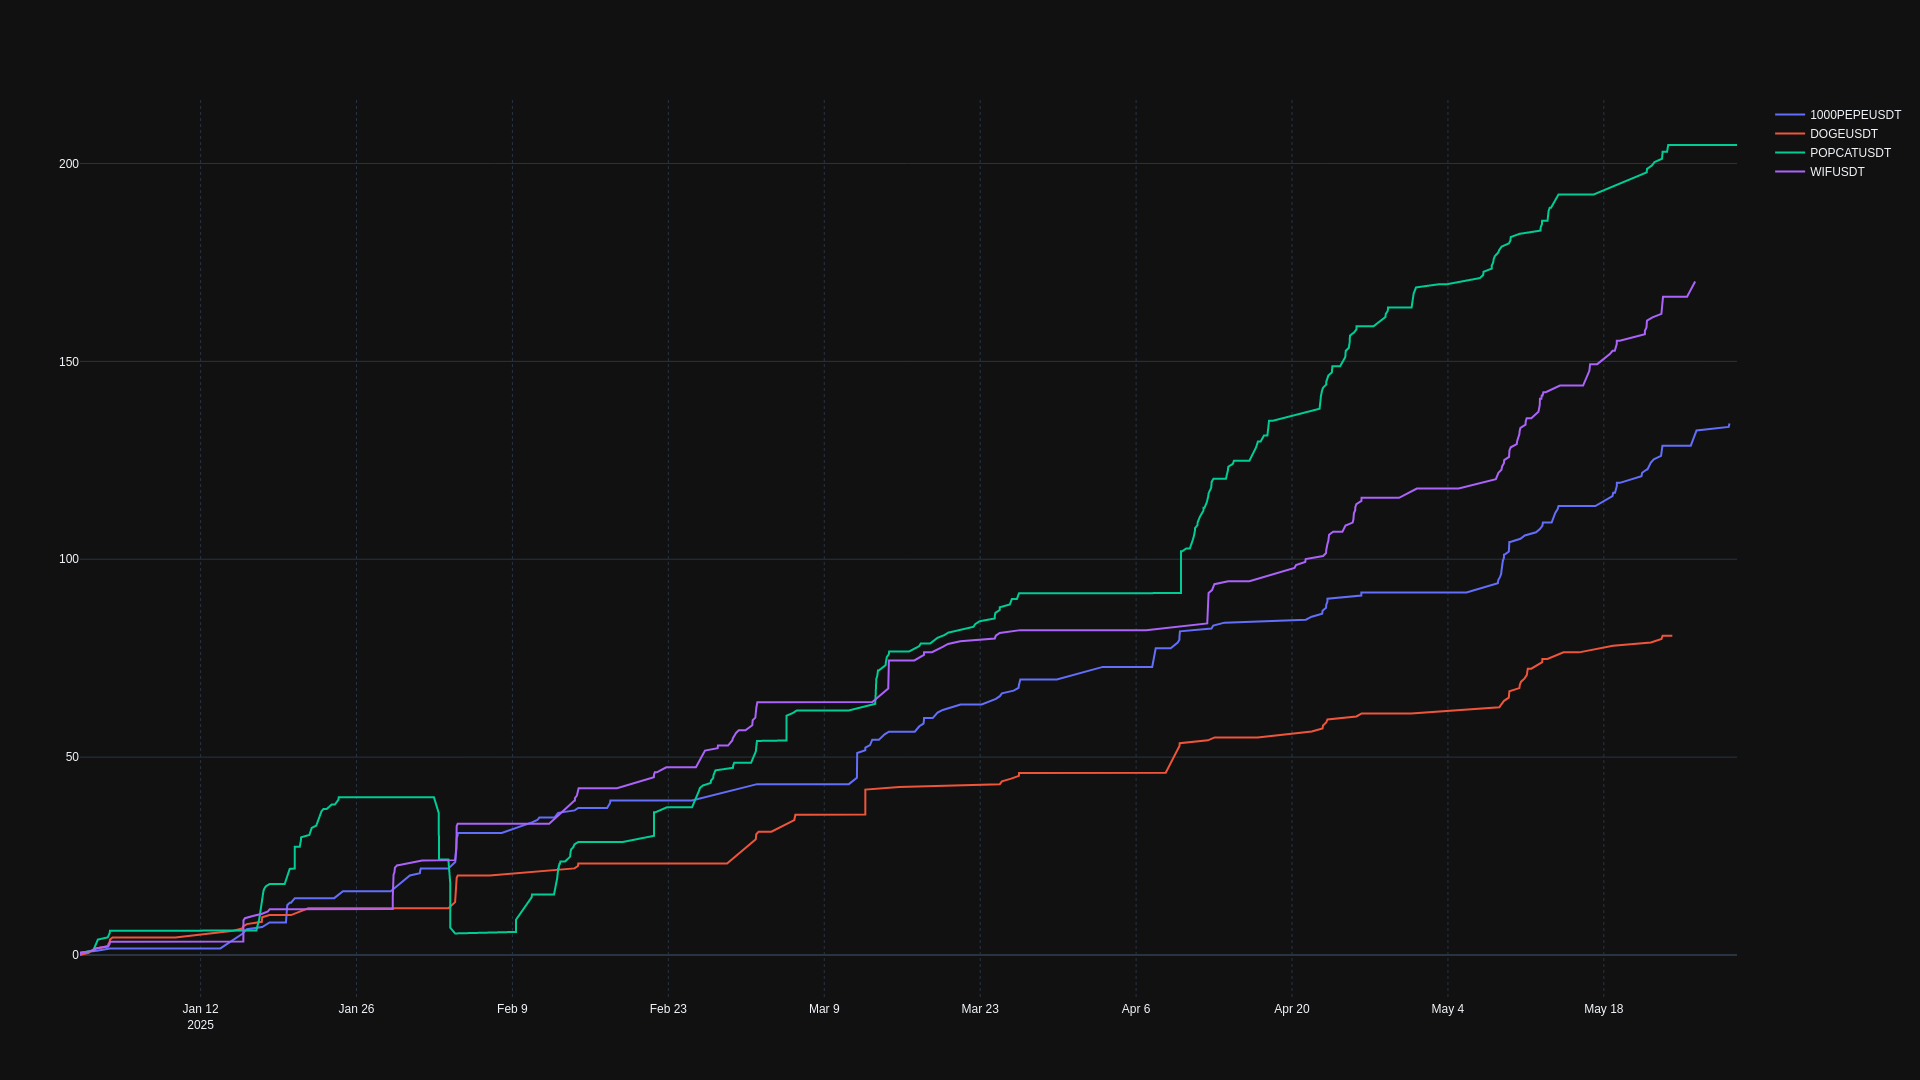 1000PEPEUSDT
DOGEUSDT
POPCATUSDT
WIFUSDT
200
150
100
50
0
Jan 12
2025
Jan 26
Feb 9
Feb 23
Mar 9
Mar 23
Apr 6
Apr 20
May 4
May 18